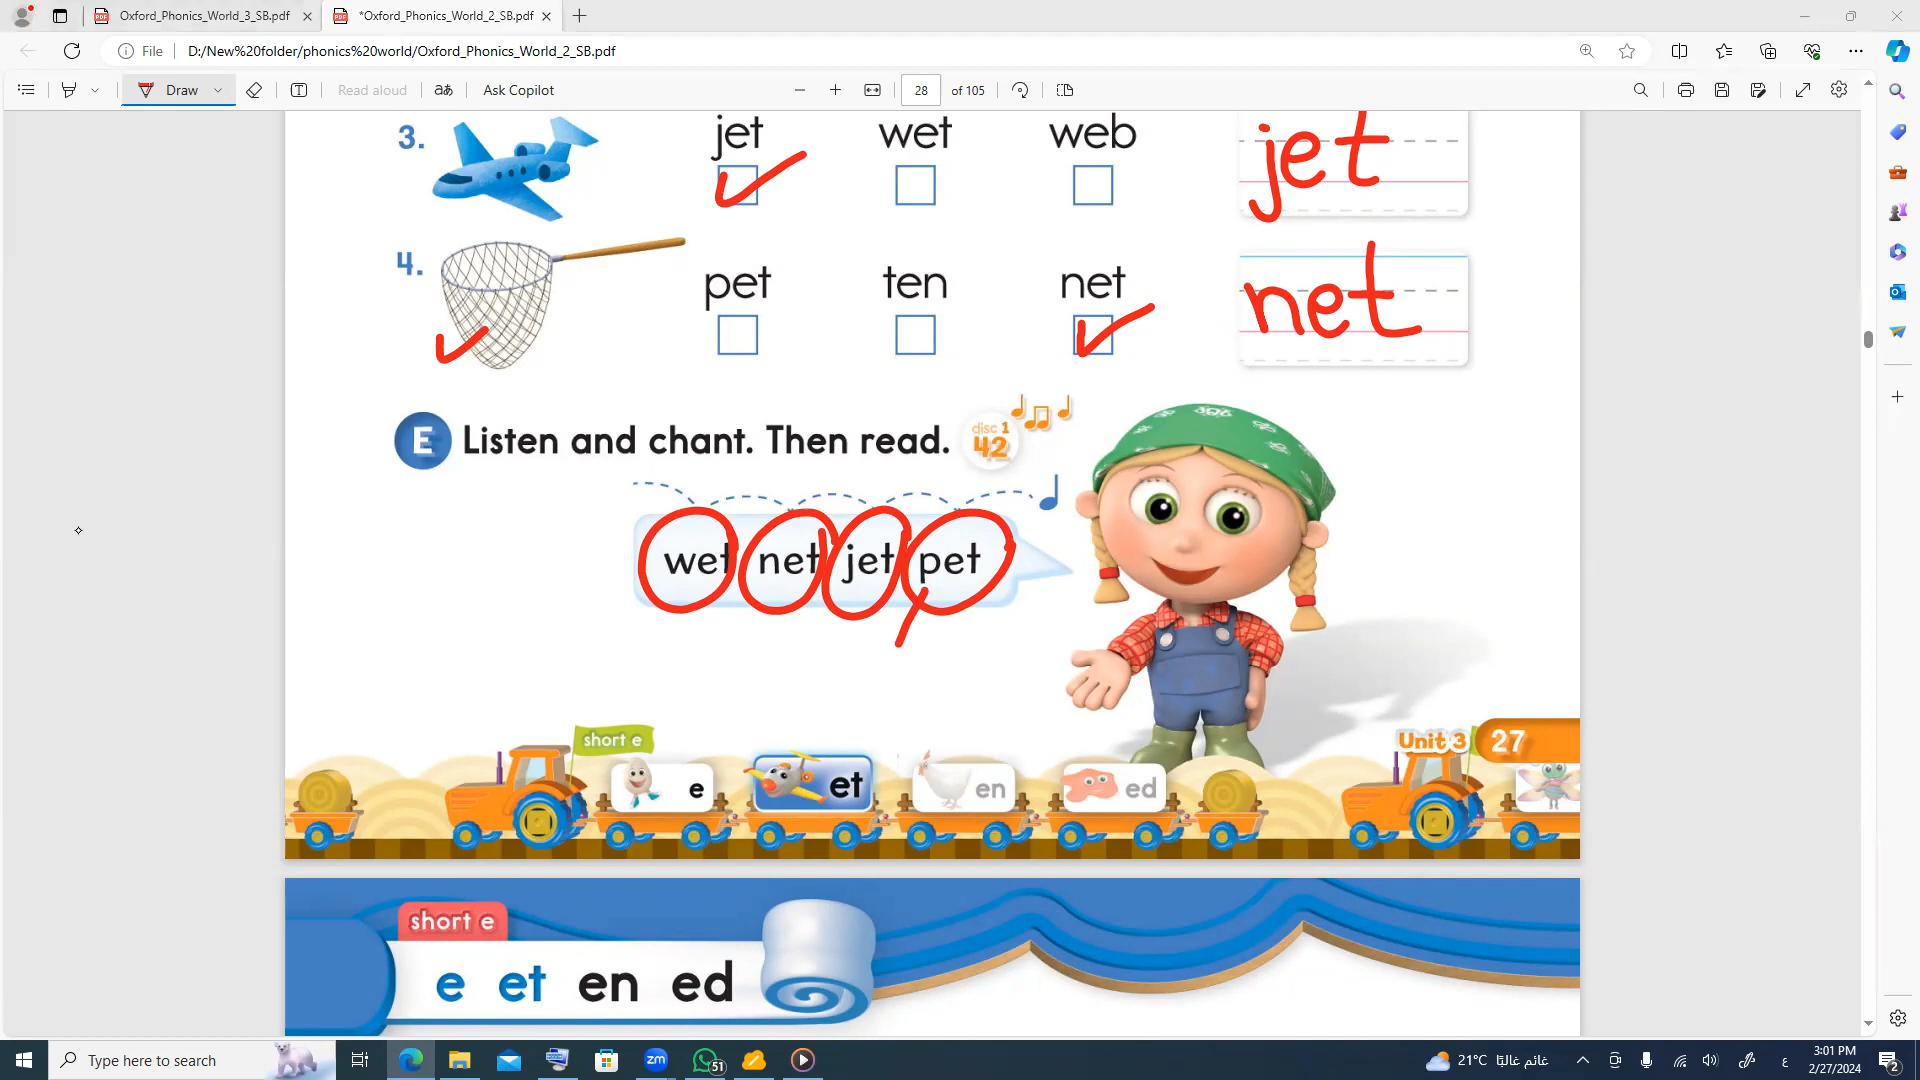 Oxford_Phonics_World_3_SB.pdf
*Oxford_Phonics_World_2_SB.pdf
File D:/New%20folder/phonics%20world/Oxford_Phonics_World_2_SB.pdf
Draw
Read aloud
Ask Copilot
28 of 105
3. jet wet web jet
4. pet ten net net
E Listen and chant. Then read. disc 1 42
wet net jet pet
short e
e et en ed
Unit 3 27
short e
e et en ed
Type here to search
zm
51
21°C غائم غالبًا
ع
3:01 PM
2/27/2024
2